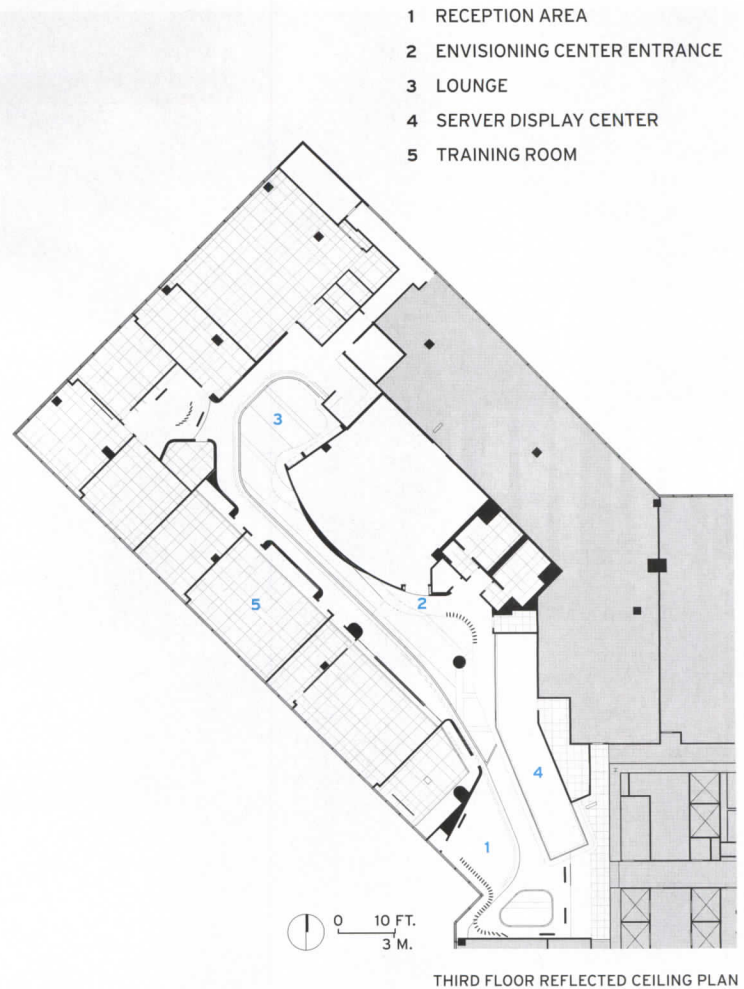 1 RECEPTION AREA
2 ENVISIONING CENTER ENTRANCE
3 LOUNGE
4 SERVER DISPLAY CENTER
5 TRAINING ROOM
3
2
5
4
1
0 10 FT.
3 M.
THIRD FLOOR REFLECTED CEILING PLAN